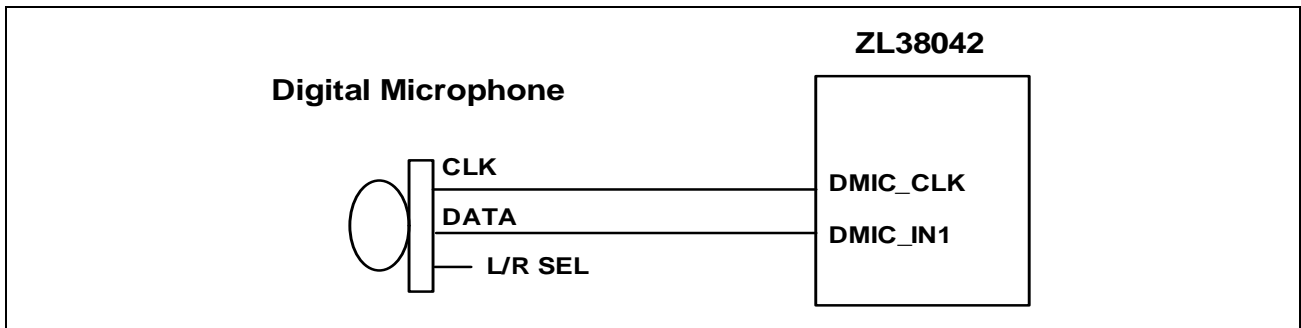 ZL38042
Digital Microphone
CLK
DMIC_CLK
DATA
DMIC_IN1
L/R SEL